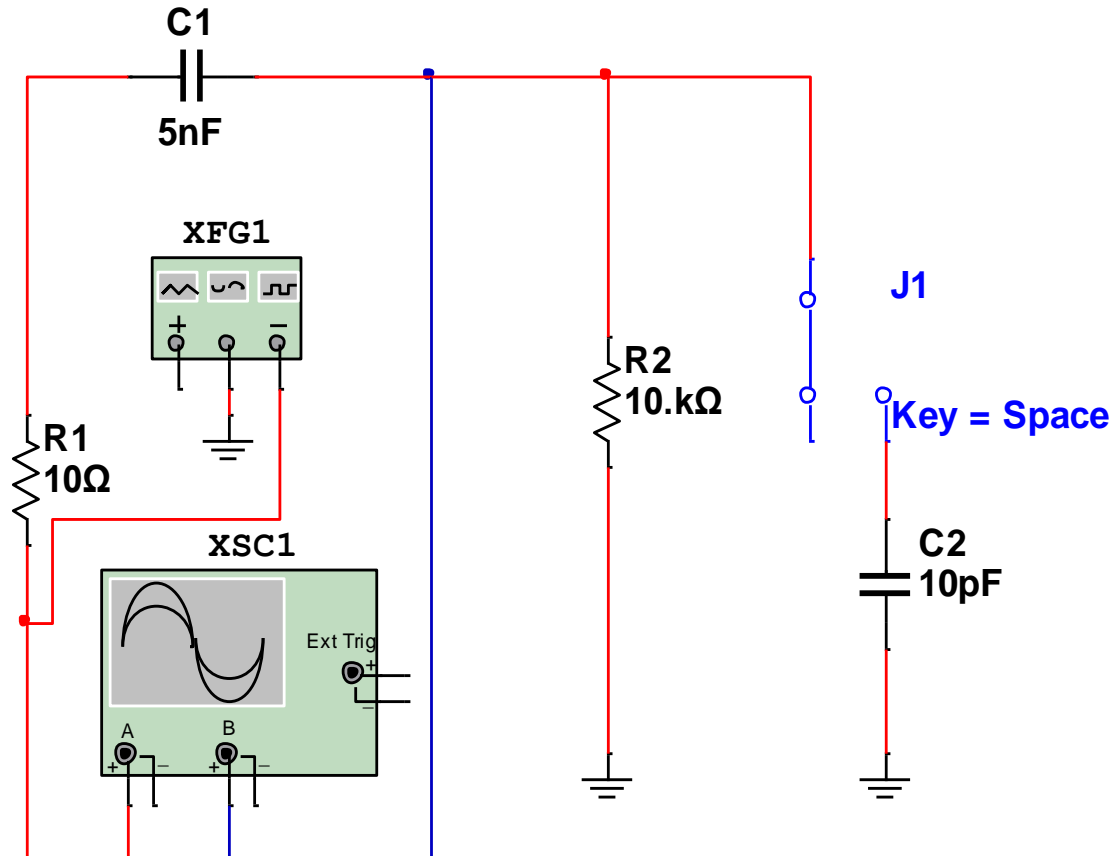 C1
5nF
XFG1
+
−
J1
R2
10.kΩ
Key = Space
R1
10Ω
XSC1
C2
10pF
Ext Trig
+
−
A
B
+
−
+
−